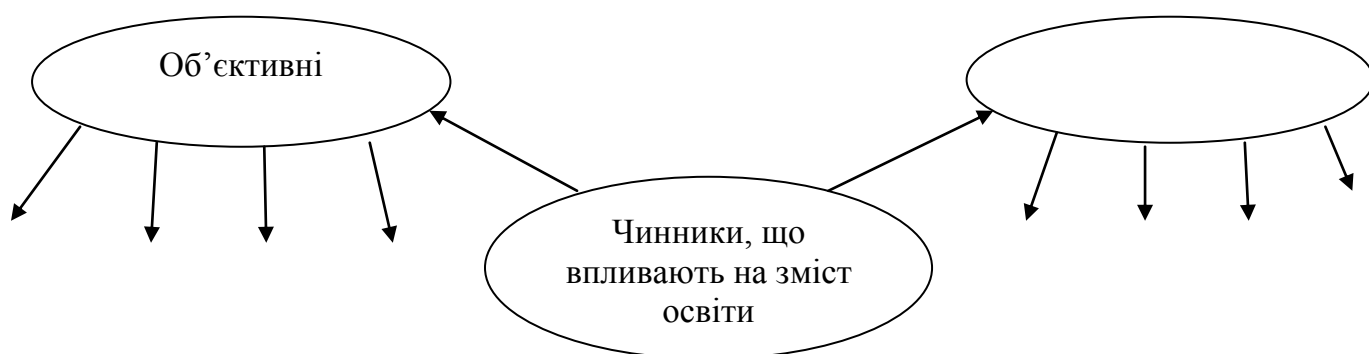 Об’єктивні
Чинники, що
впливають на зміст
освіти